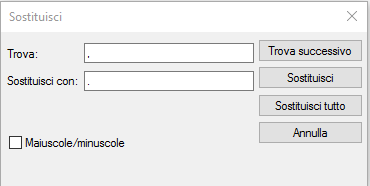 Sostituisci
Trova: ,
Trova successivo
Sostituisci con: .
Sostituisci
Sostituisci tutto
Annulla
Maiuscole/minuscole